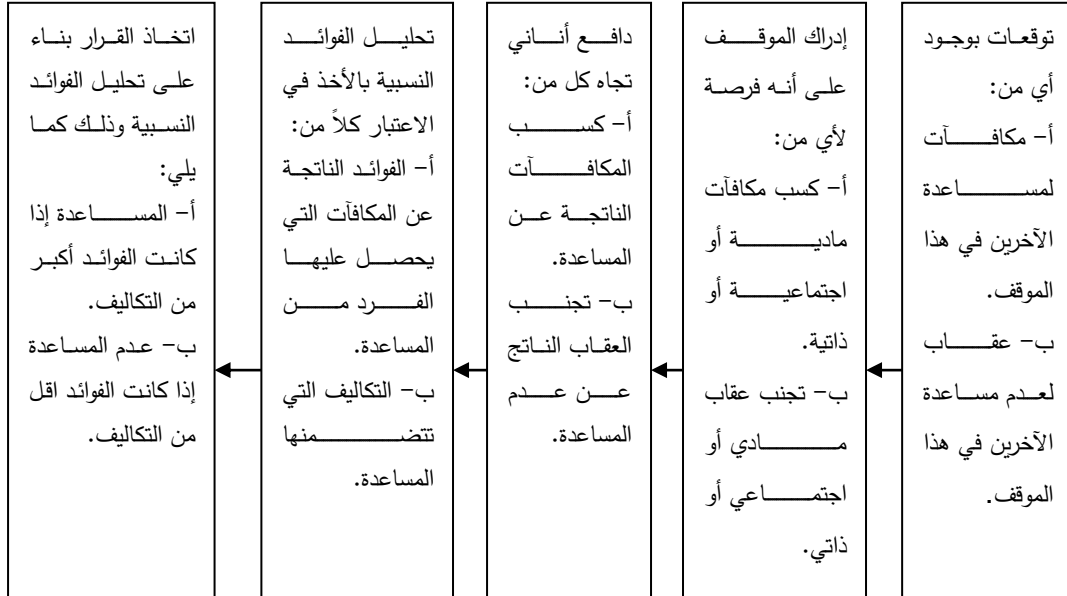 توقعات بوجود
أي من:
أ- مكافآت
لمساعدة
الآخرين في هذا
الموقف.
ب- عقاب
لعدم مساعدة
الآخرين في هذا
الموقف.
إدراك الموقف
على أنه فرصة
لأي من:
أ- كسب مكافآت
مادية أو
اجتماعية أو
ذاتية.
ب- تجنب عقاب
مادي أو
اجتماعي أو
ذاتي.
دافع أناني
تجاه كل من:
أ- كسب
المكافآت
الناتجة عن
المساعدة.
ب- تجنب
العقاب الناتج
عن عدم
المساعدة.
تحليل الفوائد
النسبية بالأخذ في
الاعتبار كلاً من:
أ- الفوائد الناتجة
عن المكافآت التي
يحصل عليها
الفرد من
المساعدة.
ب- التكاليف التي
تتضمنها
المساعدة.
اتخاذ القرار بناء
على تحليل الفوائد
النسبية وذلك كما
يلي:
أ- المساعدة إذا
كانت الفوائد أكبر
من التكاليف.
ب- عدم المساعدة
إذا كانت الفوائد اقل
من التكاليف.